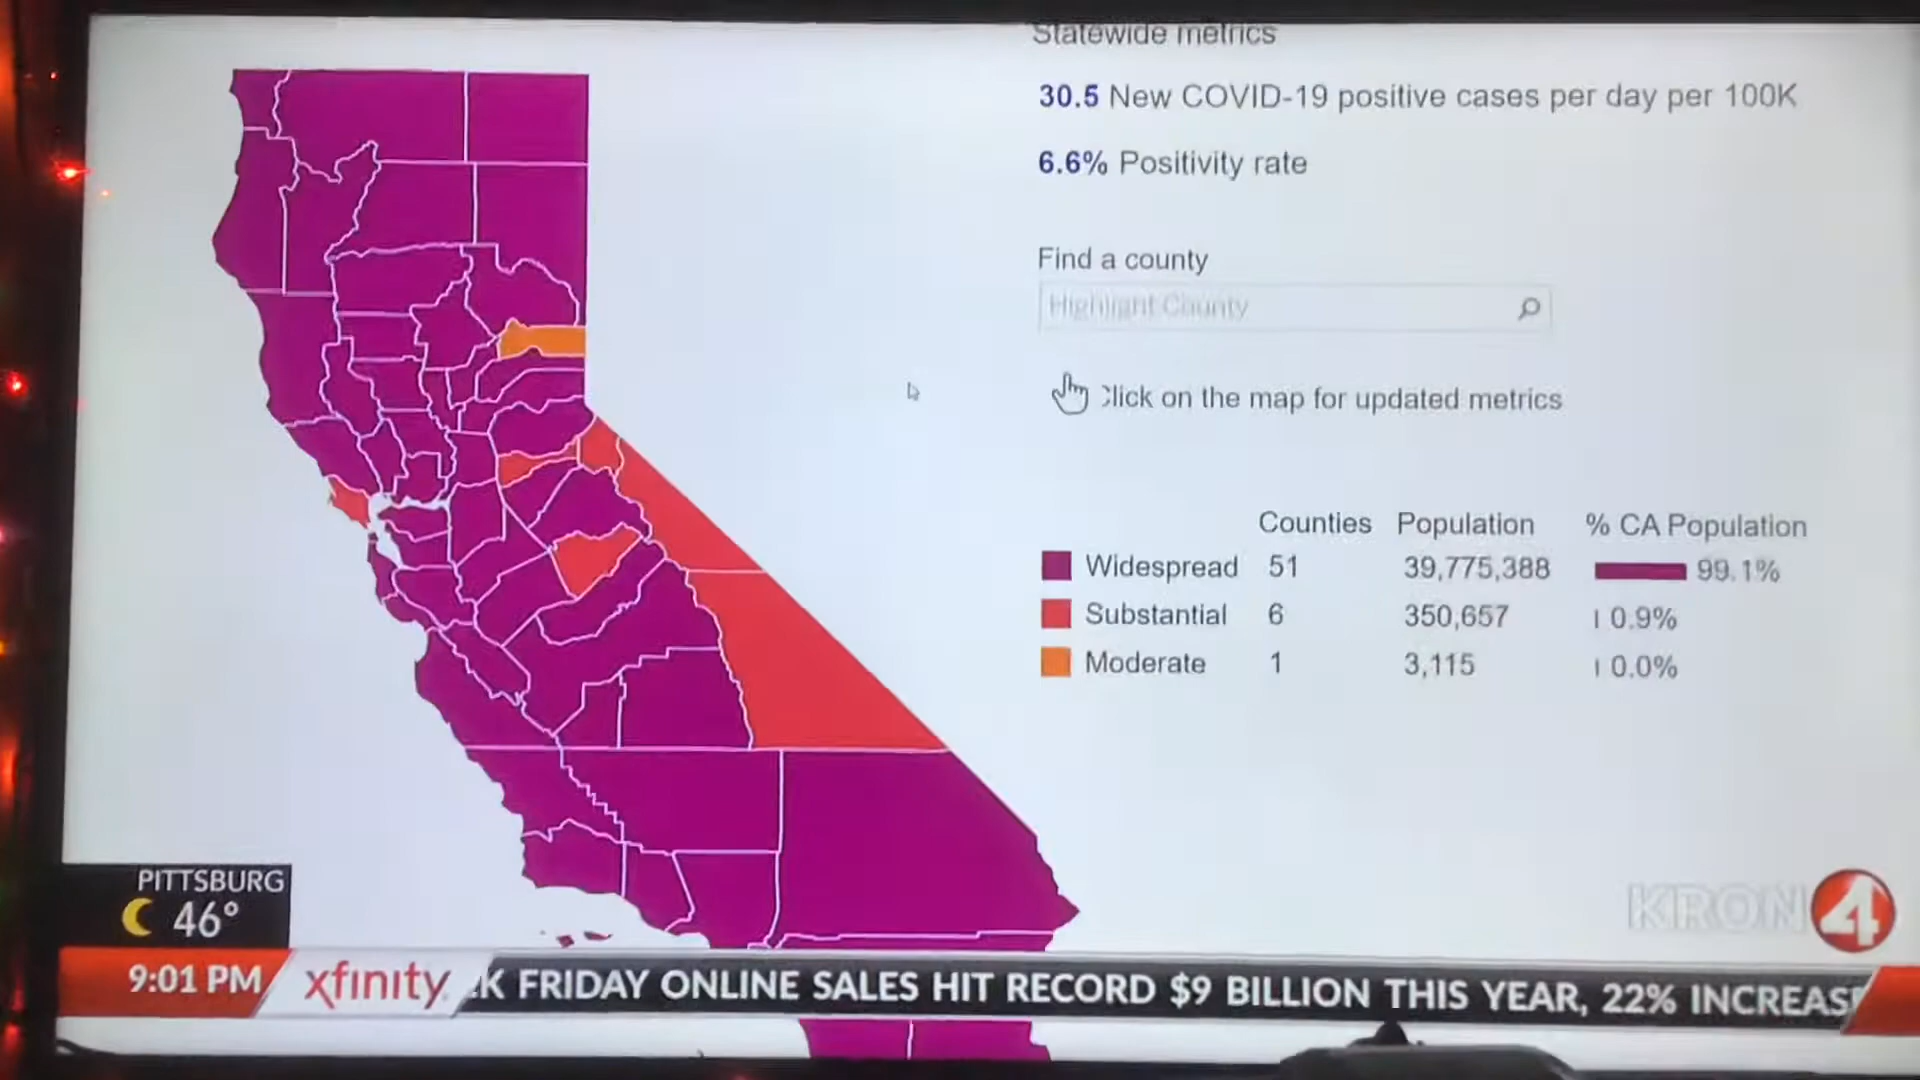 Statewide metrics
30.5 New COVID-19 positive cases per day per 100K
6.6% Positivity rate
Find a county
Highlight County
Click on the map for updated metrics
Counties Population % CA Population
Widespread 51 39,775,388 99.1%
Substantial 6 350,657 0.9%
Moderate 1 3,115 0.0%
PITTSBURG
46°
KRON 4
9:01 PM xfinity K FRIDAY ONLINE SALES HIT RECORD $9 BILLION THIS YEAR, 22% INCREAS